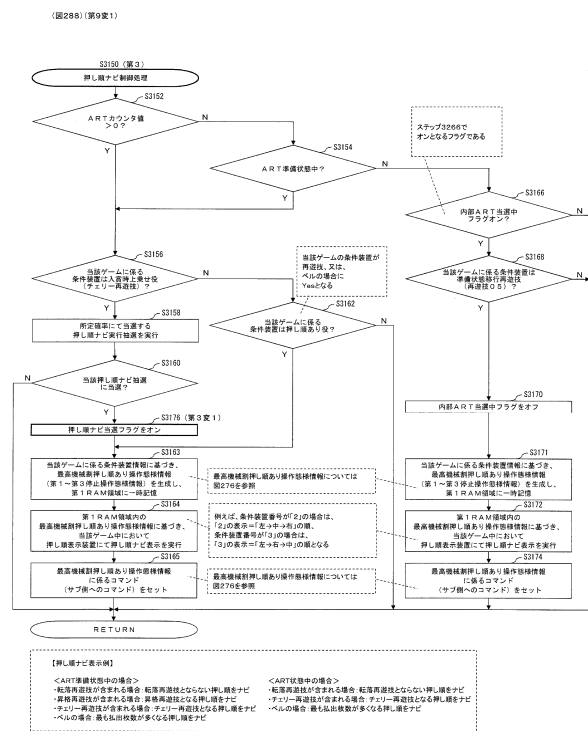 (図288)(第9変1)
S3150(第3)
押し順ナビ制御処理
S3152
ARTカウンタ値
>0?
N
Y
S3154
ART準備状態中?
N
Y
ステップ3266で
オンとなるフラグである
S3166
内部ART当選中
フラグオン?
N
Y
S3156
当該ゲームに係る
条件装置は入賞時上乗せ役
(チェリー再遊技)?
N
Y
当該ゲームの条件装置が
再遊技、又は、
ベルの場合に
Yesとなる
S3168
当該ゲームに係る条件装置は
準備状態移行再遊技
(再遊技05)?
N
Y
S3158
所定確率にて当選する
押し順ナビ実行抽選を実行
S3162
当該ゲームに係る
条件装置は押し順あり役?
N
Y
S3160
当該押し順ナビ抽選
に当選?
N
Y
S3176(第3変1)
押し順ナビ当選フラグをオン
S3170
内部ART当選中フラグをオフ
S3163
当該ゲームに係る条件装置情報に基づき、
最高機械割押し順あり操作態様情報
(第1~第3停止操作態様情報)を生成し、
第1RAM領域に一時記憶
最高機械割押し順あり操作態様情報については
図276を参照
S3171
当該ゲームに係る条件装置情報に基づき、
最高機械割押し順あり操作態様情報
(第1~第3停止操作態様情報)を生成し、
第1RAM領域に一時記憶
S3164
第1RAM領域内の
最高機械割押し順あり操作態様情報に基づき、
当該ゲーム中において
押し順表示装置にて押し順ナビ表示を実行
例えば、条件装置番号が「2」の場合は、
「2」の表示=「左→中→右」の順、
条件装置番号が「3」の場合は、
「3」の表示=「左→右→中」の順となる
S3172
第1RAM領域内の
最高機械割押し順あり操作態様情報に基づき、
当該ゲーム中において
押し順表示装置にて押し順ナビ表示を実行
S3165
最高機械割押し順あり操作態様情報
に係るコマンド
(サブ側へのコマンド)をセット
最高機械割押し順あり操作態様情報については
図276を参照
S3174
最高機械割押し順あり操作態様情報
に係るコマンド
(サブ側へのコマンド)をセット
RETURN
【押し順ナビ表示例】
<ART準備状態中の場合>
・転落再遊技が含まれる場合:転落再遊技とならない押し順をナビ
・昇格再遊技が含まれる場合:昇格再遊技となる押し順をナビ
・チェリー再遊技が含まれる場合:チェリー再遊技となる押し順をナビ
・ベルの場合:最も払出枚数が多くなる押し順をナビ
<ART状態中の場合>
・転落再遊技が含まれる場合:転落再遊技とならない押し順をナビ
・チェリー再遊技が含まれる場合:チェリー再遊技となる押し順をナビ
・ベルの場合:最も払出枚数が多くなる押し順をナビ